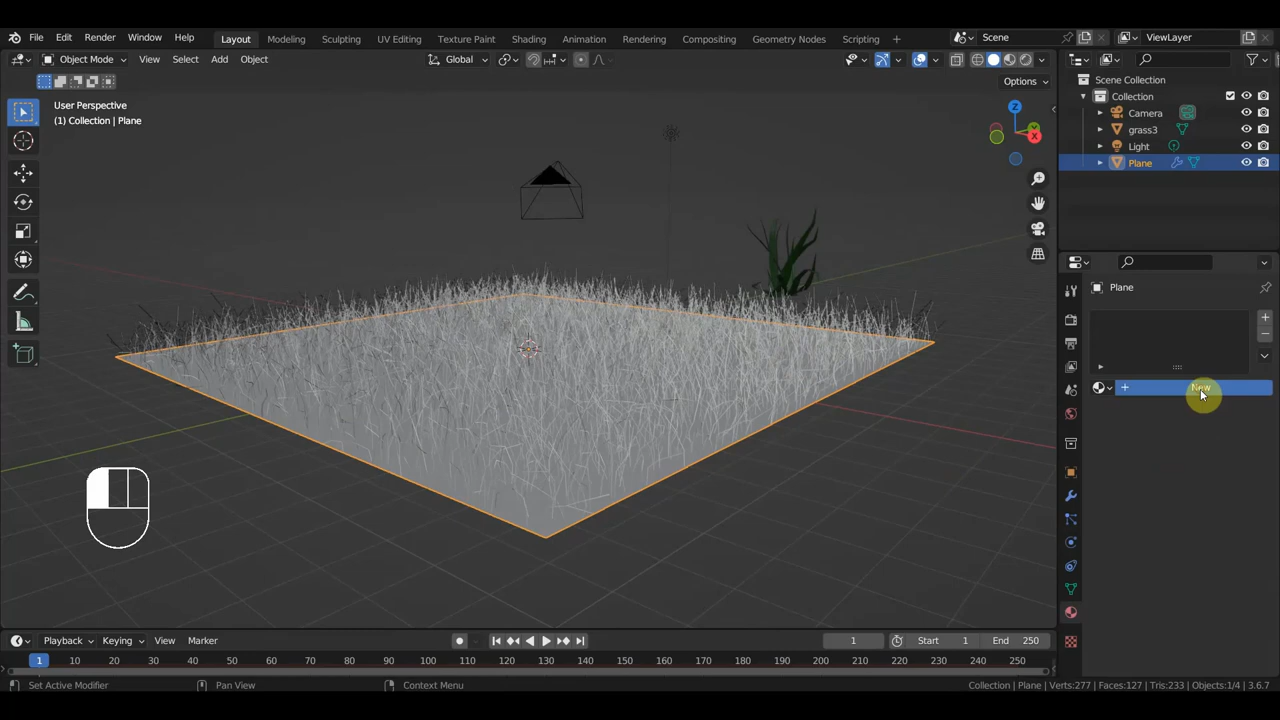 File Edit Render Window Help
Layout Modeling Sculpting UV Editing Texture Paint Shading Animation Rendering Compositing Geometry Nodes Scripting
Scene
ViewLayer
Object Mode View Select Add Object
Global
Options
User Perspective
(1) Collection | Plane
Z
X
Scene Collection
Collection
Camera
grass3
Light
Plane
Plane
New
Playback Keying View Marker
1 Start 1 End 250
1 10 20 30 40 50 60 70 80 90 100 110 120 130 140 150 160 170 180 190 200 210 220 230 240 250
Set Active Modifier Pan View Context Menu
Collection | Plane | Verts:277 | Faces:127 | Tris:233 | Objects:1/4 | 3.6.7